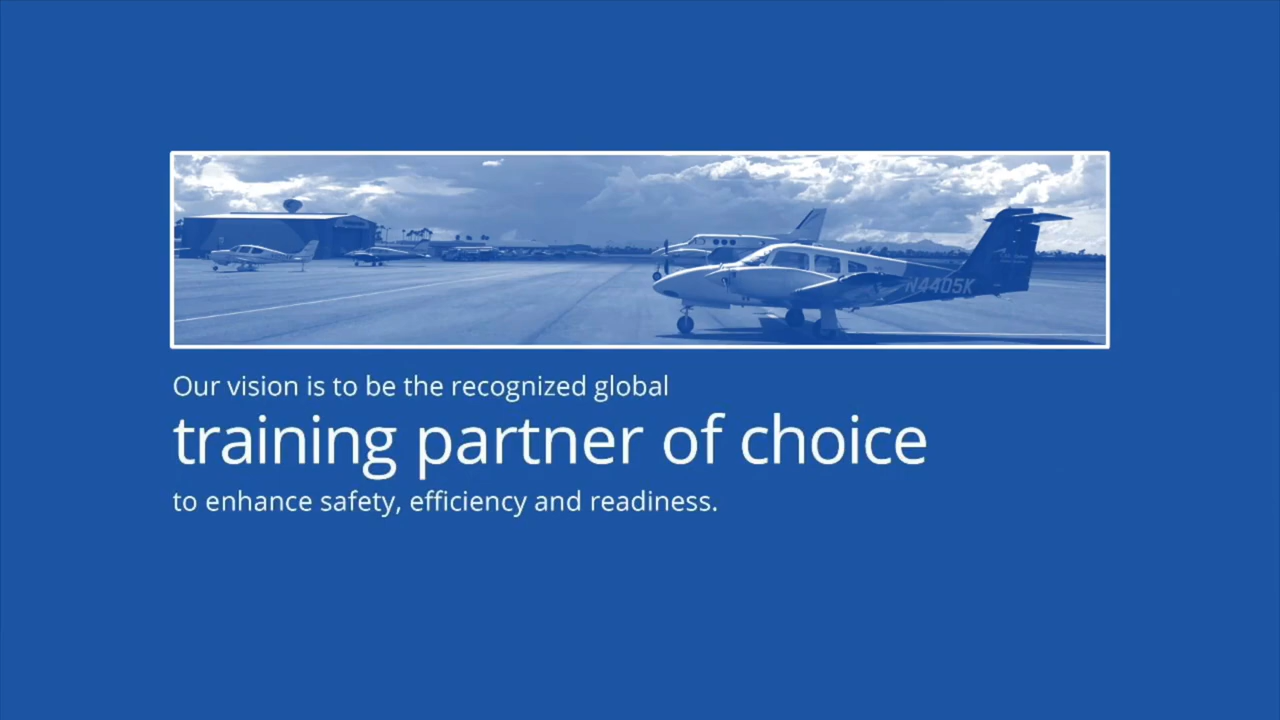 N4405K
Our vision is to be the recognized global
training partner of choice
to enhance safety, efficiency and readiness.